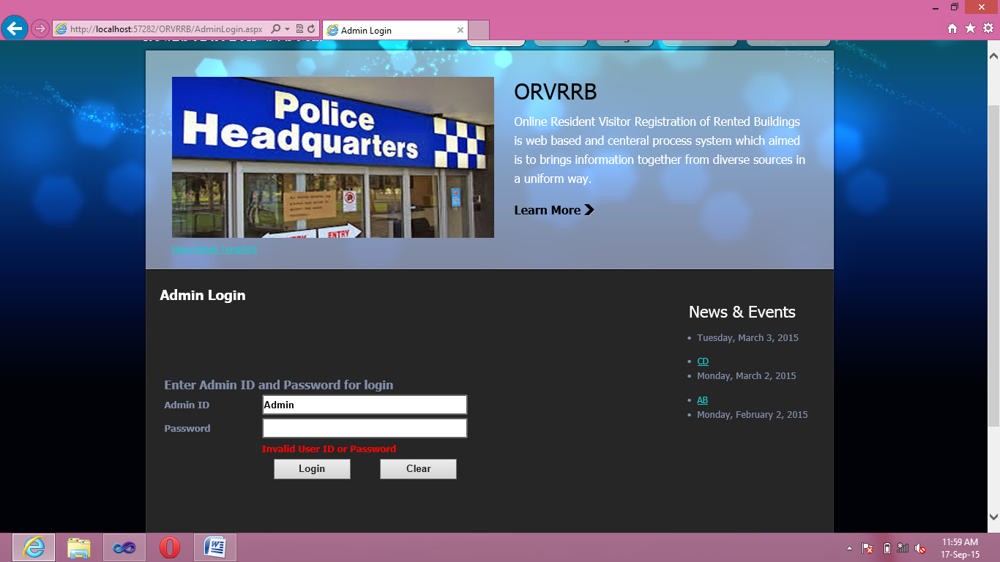 http://localhost:57282/ORVRRB/AdminLogin.aspx
Admin Login
Police
Headquarters
ENTRY
ORVRRB
Online Resident Visitor Registration of Rented Buildings
is web based and centeral process system which aimed
is to brings information together from diverse sources in
a uniform way.
Learn More
Admin Login
Enter Admin ID and Password for login
Admin ID
Admin
Password
Invalid User ID or Password
Login
Clear
News & Events
Tuesday, March 3, 2015
CD
Monday, March 2, 2015
AB
Monday, February 2, 2015
11:59 AM
17-Sep-15